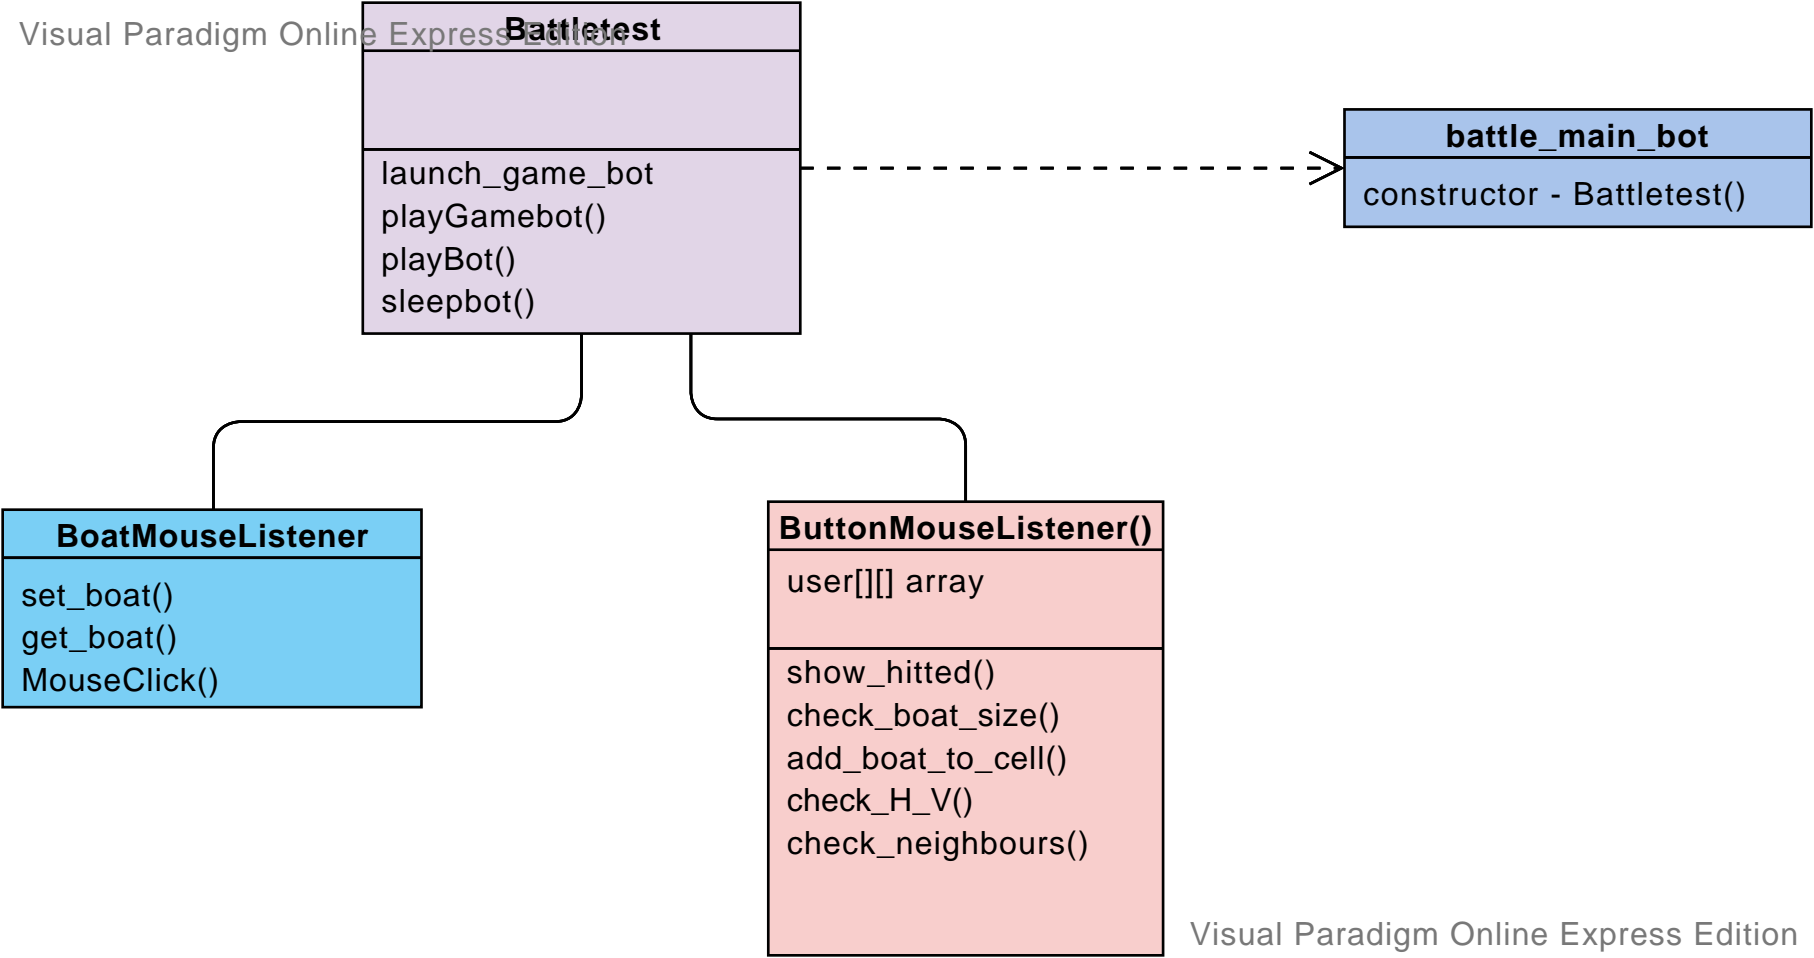 Visual Paradigm Online Express Edition
Battletest
launch_game_bot
playGamebot()
playBot()
sleepbot()
battle_main_bot
constructor - Battletest()
BoatMouseListener
set_boat()
get_boat()
MouseClick()
ButtonMouseListener()
user[][] array
show_hitted()
check_boat_size()
add_boat_to_cell()
check_H_V()
check_neighbours()
Visual Paradigm Online Express Edition